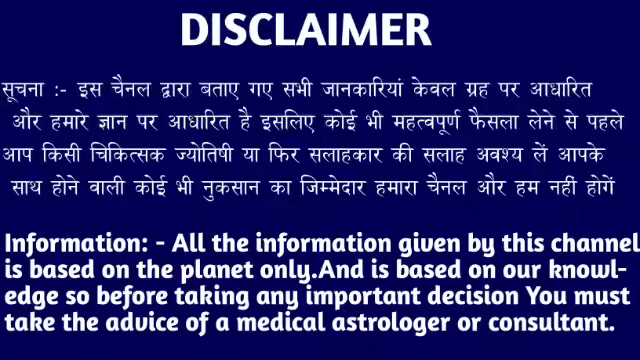 DISCLAIMER
सूचना :- इस चैनल द्वारा बताए गए सभी जानकारियां केवल ग्रह पर आधारित
और हमारे ज्ञान पर आधारित है इसलिए कोई भी महत्वपूर्ण फैसला लेने से पहले
आप किसी चिकित्सक ज्योतिषी या फिर सलाहकार की सलाह अवश्य लें आपके
साथ होने वाली कोई भी नुकसान का जिम्मेदार हमारा चैनल और हम नहीं होगें
Information: - All the information given by this channel
is based on the planet only.And is based on our knowl-
edge so before taking any important decision You must
take the advice of a medical astrologer or consultant.